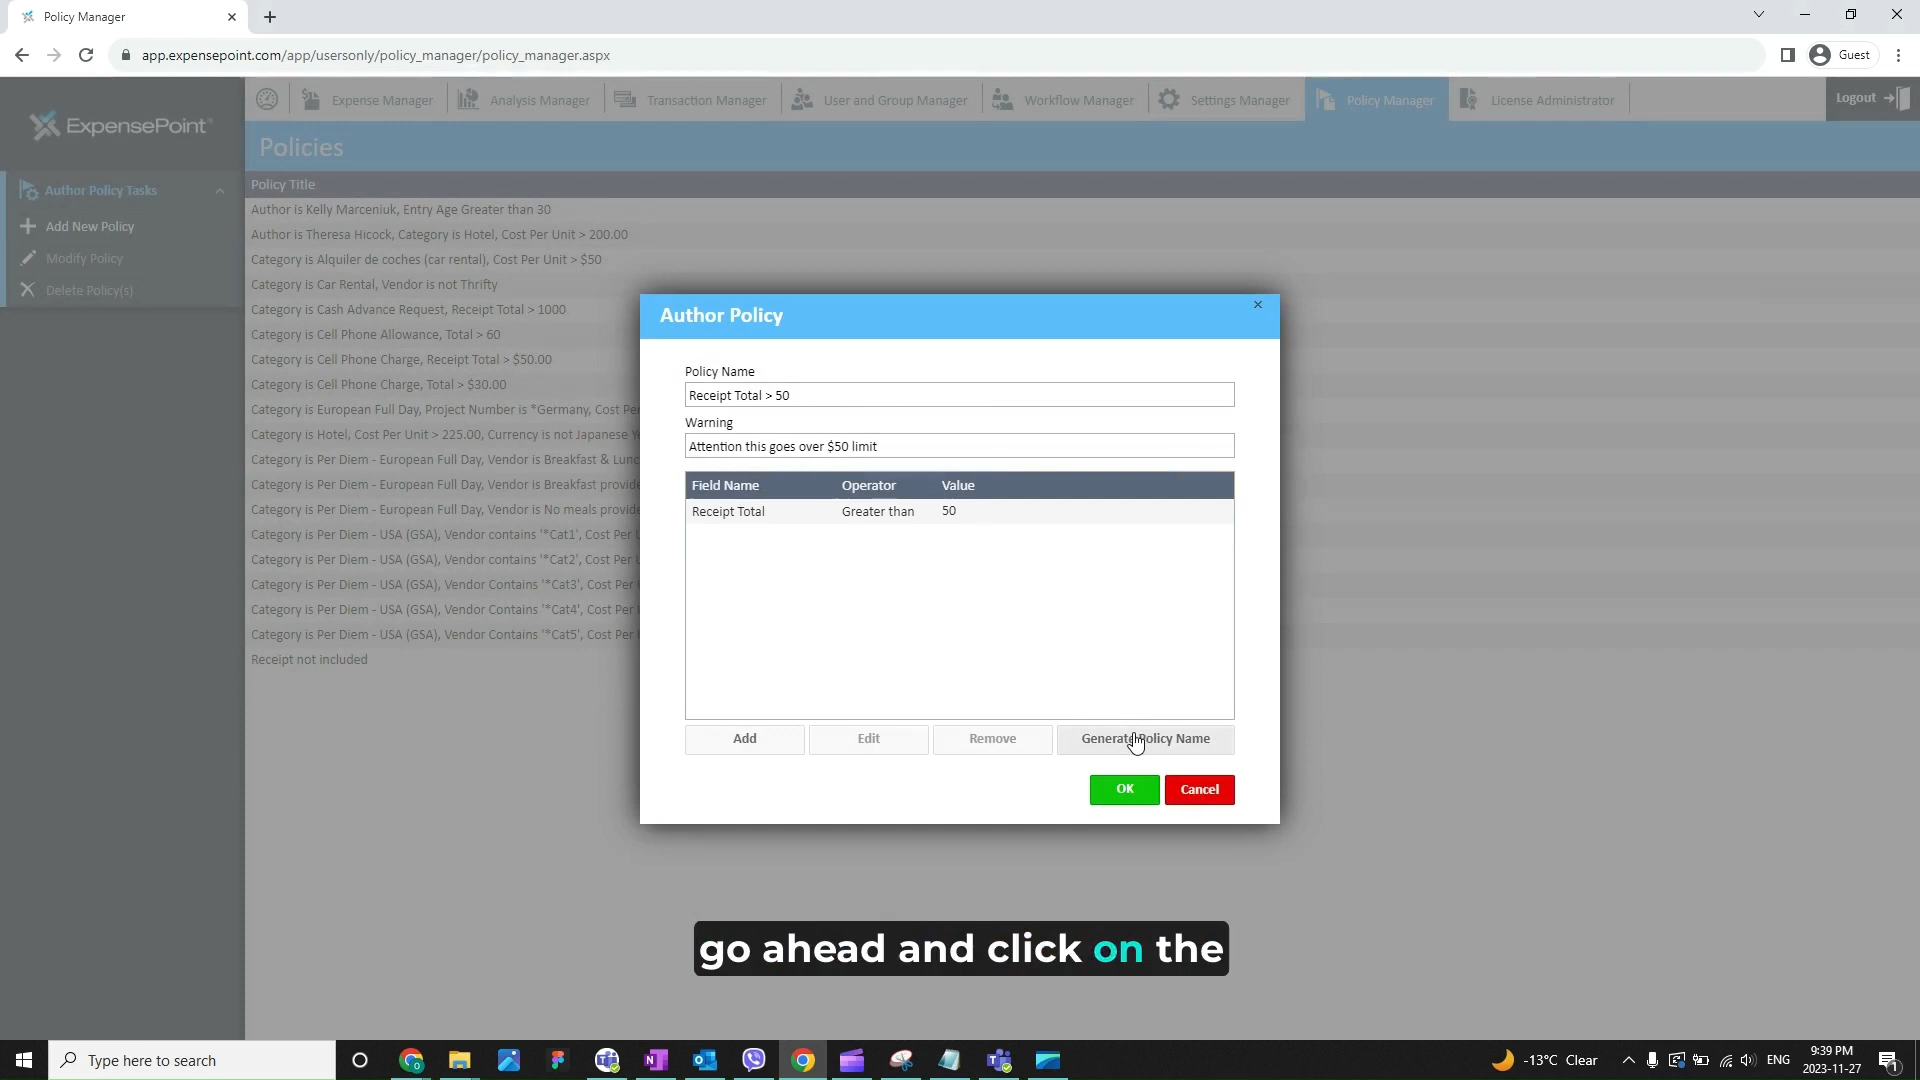 Policy Manager
app.expensepoint.com/app/usersonly/policy_manager/policy_manager.aspx
Guest
ExpensePoint
Expense Manager
Analysis Manager
Transaction Manager
User and Group Manager
Workflow Manager
Settings Manager
Policy Manager
License Administrator
Logout
Policies
Author Policy Tasks
Add New Policy
Modify Policy
Delete Policy(s)
Policy Title
Author is Kelly Marceniuk, Entry Age Greater than 30
Author is Theresa Hicock, Category is Hotel, Cost Per Unit > 200.00
Category is Alquiler de coches (car rental), Cost Per Unit > $50
Category is Car Rental, Vendor is not Thrifty
Category is Cash Advance Request, Receipt Total > 1000
Category is Cell Phone Allowance, Total > 60
Category is Cell Phone Charge, Receipt Total > $50.00
Category is Cell Phone Charge, Total > $30.00
Category is European Full Day, Project Number is *Germany, Cost Per
Category is Hotel, Cost Per Unit > 225.00, Currency is not Japanese
Category is Per Diem - European Full Day, Vendor is Breakfast &
Category is Per Diem - European Full Day, Vendor is Breakfast
Category is Per Diem - European Full Day, Vendor is No meals
Category is Per Diem - USA (GSA), Vendor contains '*Cat1', Cost Per
Category is Per Diem - USA (GSA), Vendor contains '*Cat2', Cost Per
Category is Per Diem - USA (GSA), Vendor Contains '*Cat3', Cost Per
Category is Per Diem - USA (GSA), Vendor Contains '*Cat4', Cost Per
Category is Per Diem - USA (GSA), Vendor Contains '*Cat5', Cost Per
Receipt not included
Author Policy
Policy Name
Receipt Total > 50
Warning
Attention this goes over $50 limit
Field Name Operator Value
Receipt Total Greater than 50
Add Edit Remove Generate Policy Name
OK Cancel
go ahead and click on the
Type here to search
-13°C Clear
ENG
9:39 PM
2023-11-27
1